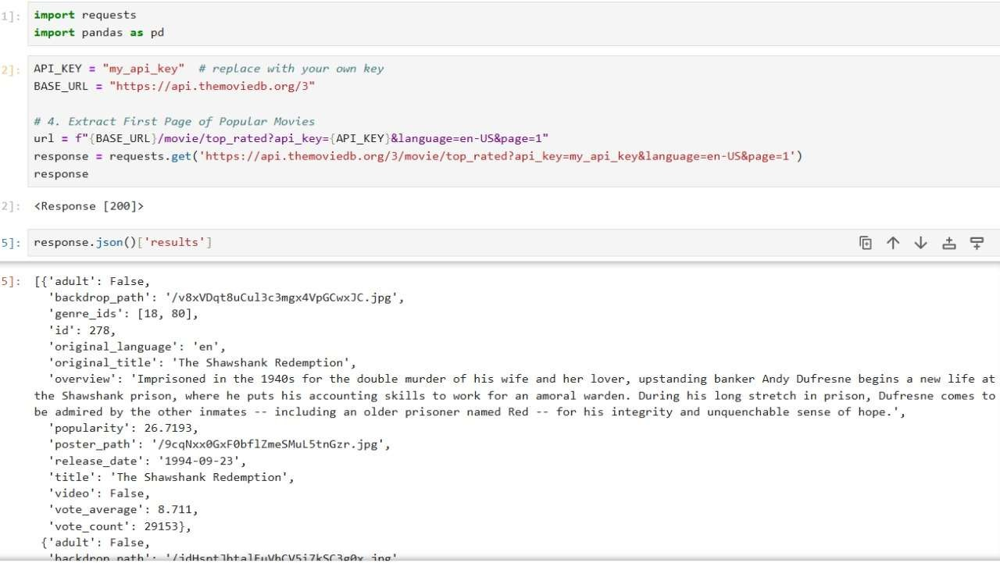 1]:
import requests
import pandas as pd
2]:
API_KEY = "my_api_key"  # replace with your own key
BASE_URL = "https://api.themoviedb.org/3"
# 4. Extract First Page of Popular Movies
url = f"{BASE_URL}/movie/top_rated?api_key={API_KEY}&language=en-US&page=1"
response = requests.get('https://api.themoviedb.org/3/movie/top_rated?api_key=my_api_key&language=en-US&page=1')
response
2]: <Response [200]>
5]: response.json()['results']
5]: [{'adult': False,
'backdrop_path': '/v8xVDqt8uCul3c3mgx4VpGCwxJC.jpg',
'genre_ids': [18, 80],
'id': 278,
'original_language': 'en',
'original_title': 'The Shawshank Redemption',
'overview': 'Imprisoned in the 1940s for the double murder of his wife and her lover, upstanding banker Andy Dufresne begins a new life at
the Shawshank prison, where he puts his accounting skills to work for an amoral warden. During his long stretch in prison, Dufresne comes to
be admired by the other inmates -- including an older prisoner named Red -- for his integrity and unquenchable sense of hope.',
'popularity': 26.7193,
'poster_path': '/9cqNxx0GxF0bflZmeSMuL5tnGzr.jpg',
'release_date': '1994-09-23',
'title': 'The Shawshank Redemption',
'video': False,
'vote_average': 8.711,
'vote_count': 29153},
{'adult': False,
'backdrop_path':